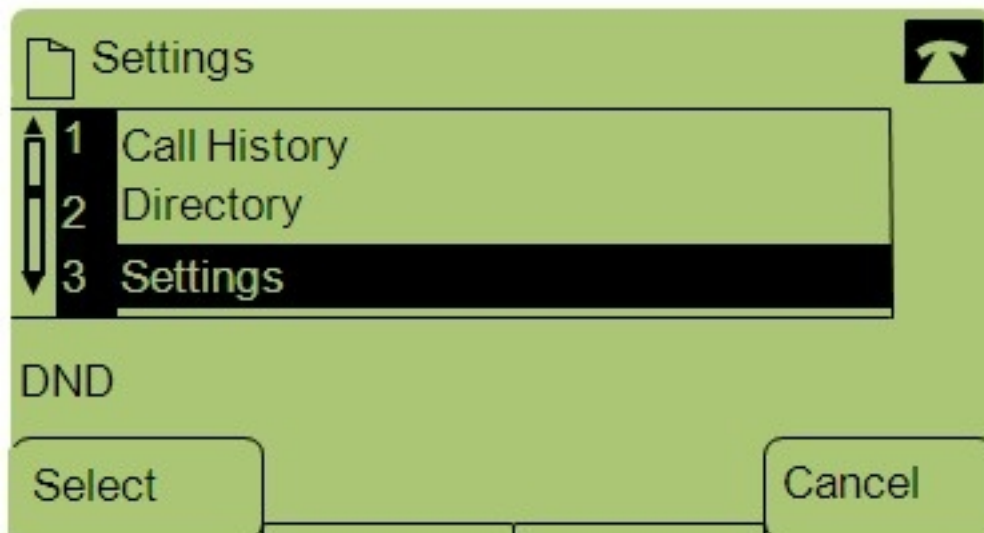 Settings
1 Call History
2 Directory
3 Settings
DND
Select Cancel